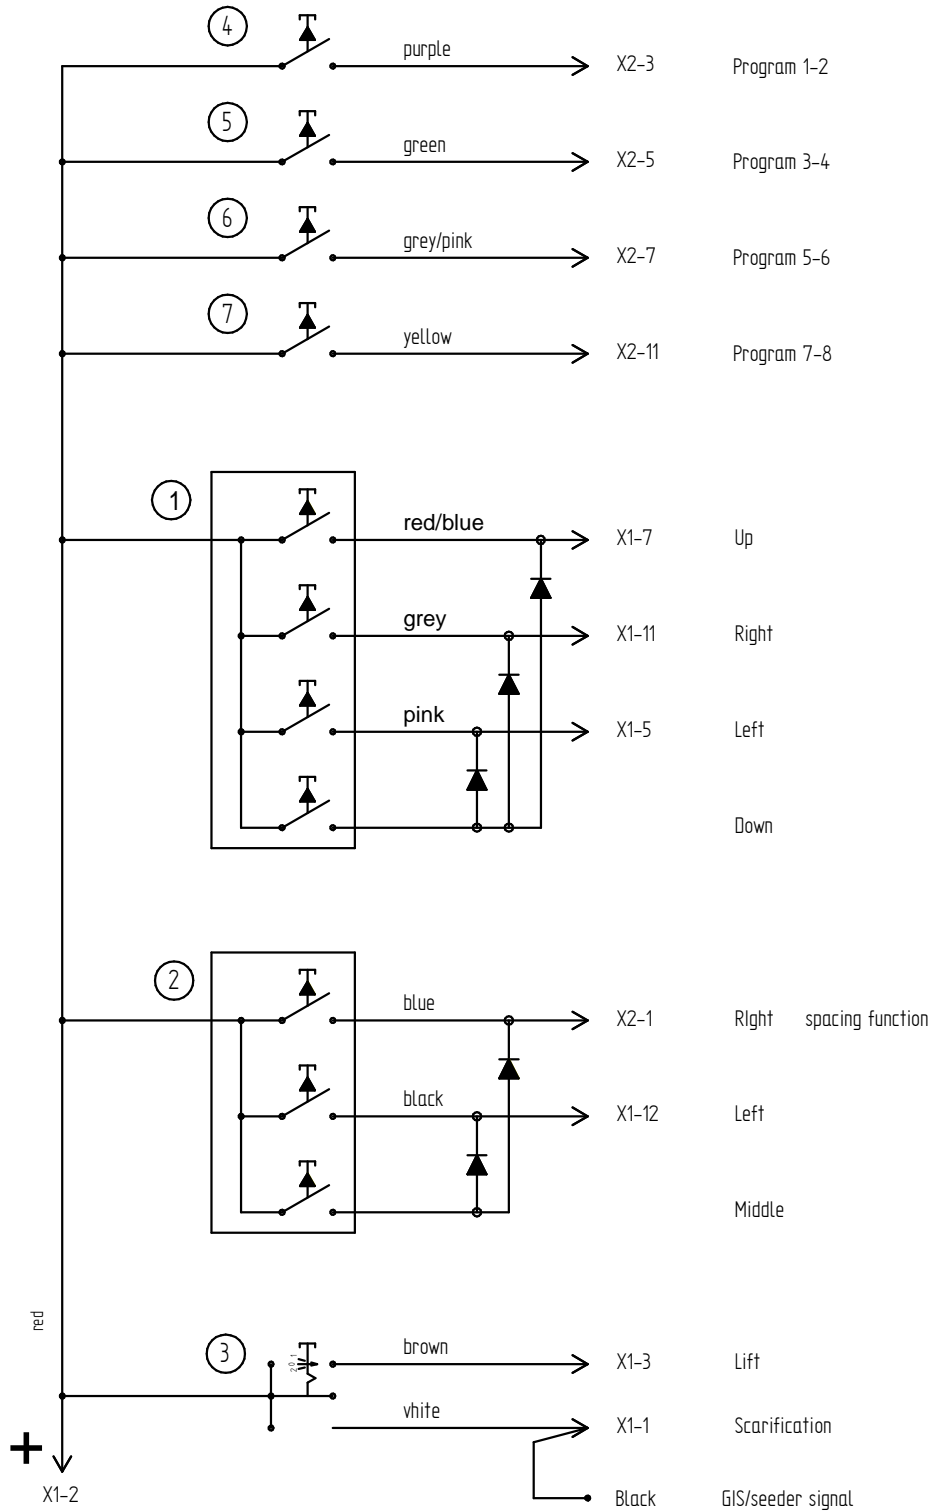 4
purple X2-3 Program 1-2
5
green X2-5 Program 3-4
6
grey/pink X2-7 Program 5-6
7
yellow X2-11 Program 7-8
1
red/blue X1-7 Up
grey X1-11 Right
pink X1-5 Left
Down
2
blue X2-1 RIght spacing function
black X1-12 Left
Middle
red
3
2 0 1
brown X1-3 Lift
vhite X1-1 Scarification
+
X1-2
Black GIS/seeder signal